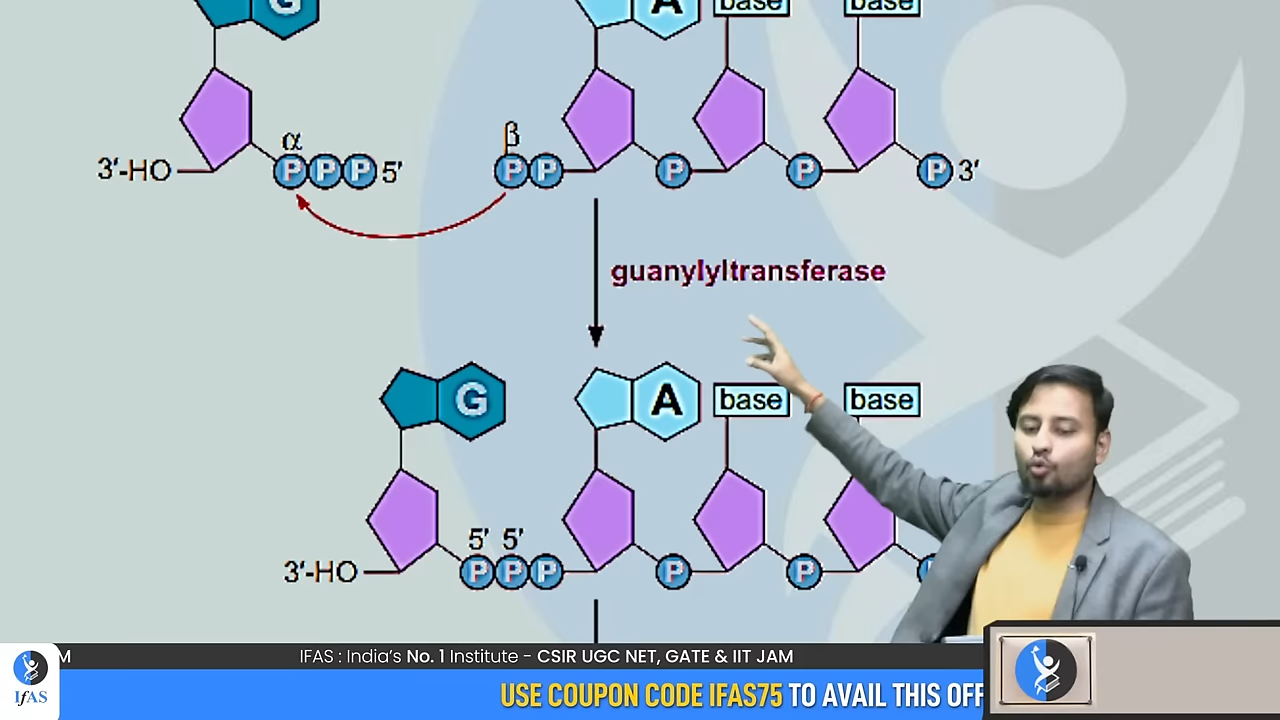 G A base base
α β
3′-HO P P P 5′ P P P P P 3′
guanylyltransferase
G A base base
5′ 5′
3′-HO P P P P P
M IFAS : India's No. 1 Institute - CSIR UGC NET, GATE & IIT JAM
IFAS
USE COUPON CODE IFAS75 TO AVAIL THIS OFF